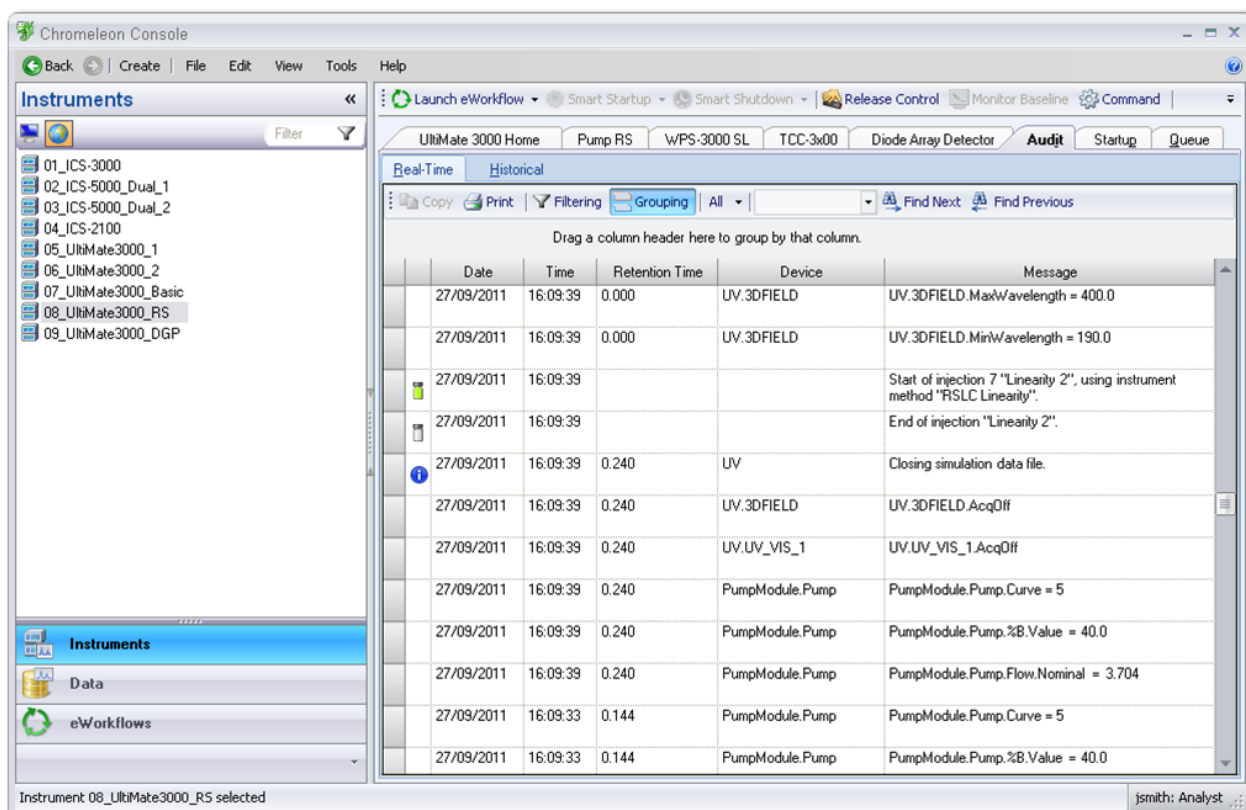 Chromeleon Console
Back Create File Edit View Tools Help
Instruments «
Filter
01_ICS-3000
02_ICS-5000_Dual_1
03_ICS-5000_Dual_2
04_ICS-2100
05_UltiMate3000_1
06_UltiMate3000_2
07_UltiMate3000_Basic
08_UltiMate3000_RS
09_UltiMate3000_DGP
Instruments
Data
eWorkflows
Launch eWorkflow Smart Startup Smart Shutdown Release Control Monitor Baseline Command
UltiMate 3000 Home Pump RS WPS-3000 SL TCC-3x00 Diode Array Detector Audit Startup Queue
Real-Time Historical
Copy Print Filtering Grouping All Find Next Find Previous
Drag a column header here to group by that column.
Date Time Retention Time Device Message
27/09/2011 16:09:39 0.000 UV.3DFIELD UV.3DFIELD.MaxWavelength = 400.0
27/09/2011 16:09:39 0.000 UV.3DFIELD UV.3DFIELD.MinWavelength = 190.0
27/09/2011 16:09:39 Start of injection 7 "Linearity 2", using instrument
method "RSLC Linearity".
27/09/2011 16:09:39 End of injection "Linearity 2".
27/09/2011 16:09:39 0.240 UV Closing simulation data file.
27/09/2011 16:09:39 0.240 UV.3DFIELD UV.3DFIELD.AcqOff
27/09/2011 16:09:39 0.240 UV.UV_VIS_1 UV.UV_VIS_1.AcqOff
27/09/2011 16:09:39 0.240 PumpModule.Pump PumpModule.Pump.Curve = 5
27/09/2011 16:09:39 0.240 PumpModule.Pump PumpModule.Pump.%B.Value = 40.0
27/09/2011 16:09:39 0.240 PumpModule.Pump PumpModule.Pump.Flow.Nominal = 3.704
27/09/2011 16:09:33 0.144 PumpModule.Pump PumpModule.Pump.Curve = 5
27/09/2011 16:09:33 0.144 PumpModule.Pump PumpModule.Pump.%B.Value = 40.0
Instrument 08_UltiMate3000_RS selected jsmith: Analyst